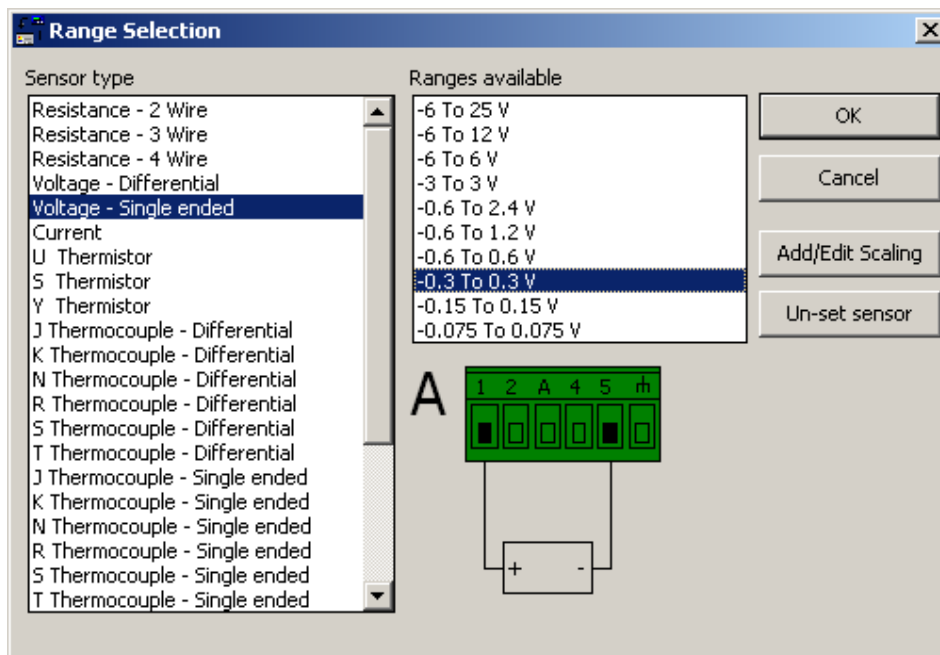 Range Selection
Sensor type
Resistance - 2 Wire
Resistance - 3 Wire
Resistance - 4 Wire
Voltage - Differential
Voltage - Single ended
Current
U Thermistor
S Thermistor
Y Thermistor
J Thermocouple - Differential
K Thermocouple - Differential
N Thermocouple - Differential
R Thermocouple - Differential
S Thermocouple - Differential
T Thermocouple - Differential
J Thermocouple - Single ended
K Thermocouple - Single ended
N Thermocouple - Single ended
R Thermocouple - Single ended
S Thermocouple - Single ended
T Thermocouple - Single ended
Ranges available
-6 To 25 V
-6 To 12 V
-6 To 6 V
-3 To 3 V
-0.6 To 2.4 V
-0.6 To 1.2 V
-0.6 To 0.6 V
-0.3 To 0.3 V
-0.15 To 0.15 V
-0.075 To 0.075 V
OK
Cancel
Add/Edit Scaling
Un-set sensor
A
1 2 A 4 5
+ -